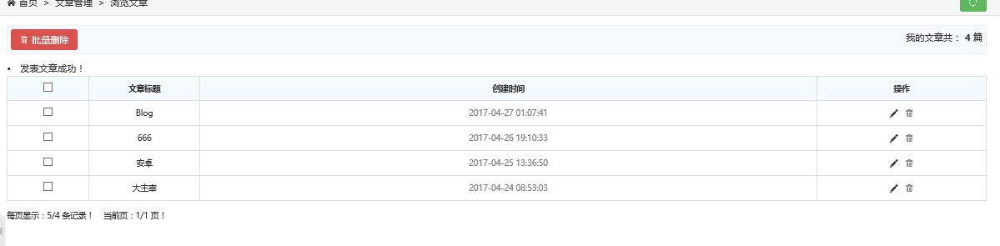 首页 > 文章管理 > 浏览文章
批量删除 我的文章共： 4 篇
• 发表文章成功！
文章标题 创建时间 操作
Blog 2017-04-27 01:07:41
666 2017-04-26 19:10:33
安卓 2017-04-25 13:36:50
大主宰 2017-04-24 08:53:03
每页显示：5/4 条记录！ 当前页：1/1 页！